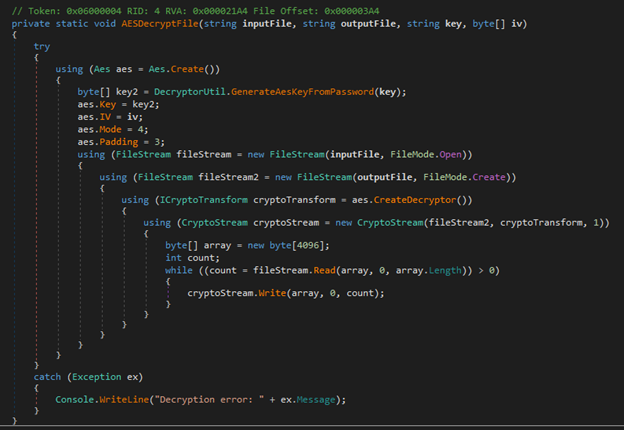 // Token: 0x06000004 RID: 4 RVA: 0x000021A4 File Offset: 0x000003A4
private static void AESDecryptFile(string inputFile, string outputFile, string key, byte[] iv)
{
    try
    {
        using (Aes aes = Aes.Create())
        {
            byte[] key2 = DecryptorUtil.GenerateAesKeyFromPassword(key);
            aes.Key = key2;
            aes.IV = iv;
            aes.Mode = 4;
            aes.Padding = 3;
            using (FileStream fileStream = new FileStream(inputFile, FileMode.Open))
            {
                using (FileStream fileStream2 = new FileStream(outputFile, FileMode.Create))
                {
                    using (ICryptoTransform cryptoTransform = aes.CreateDecryptor())
                    {
                        using (CryptoStream cryptoStream = new CryptoStream(fileStream2, cryptoTransform, 1))
                        {
                            byte[] array = new byte[4096];
                            int count;
                            while ((count = fileStream.Read(array, 0, array.Length)) > 0)
                            {
                                cryptoStream.Write(array, 0, count);
                            }
                        }
                    }
                }
            }
        }
    }
    catch (Exception ex)
    {
        Console.WriteLine("Decryption error: " + ex.Message);
    }
}